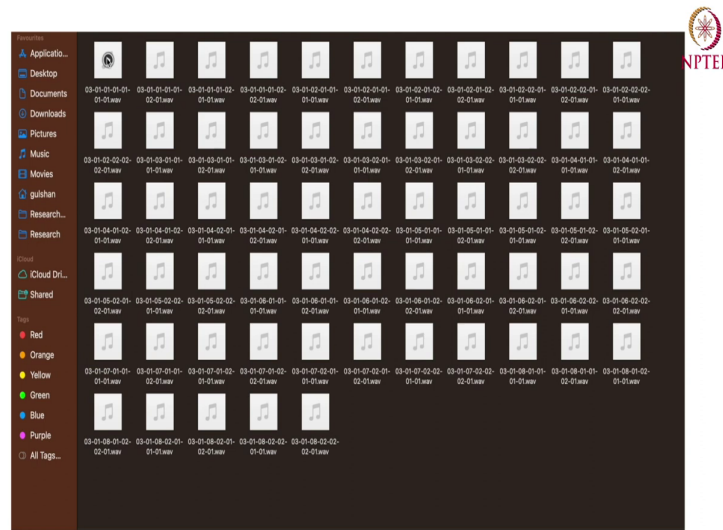 NPTEL
Favourites
Applicatio...
Desktop
Documents
Downloads
Pictures
Music
Movies
gulshan
Research...
Research
iCloud
iCloud Dri...
Shared
Tags
Red
Orange
Yellow
Green
Blue
Purple
All Tags...
03-01-01-01-01- 03-01-01-01-01- 03-01-01-01-02- 03-01-01-01-02- 03-01-02-01-01- 03-01-02-01-01- 03-01-02-01-02- 03-01-02-01-02- 03-01-02-02-01- 03-01-02-02-01- 03-01-02-02-02-
01-01.wav 02-01.wav 01-01.wav 02-01.wav 01-01.wav 02-01.wav 01-01.wav 02-01.wav 01-01.wav 02-01.wav 01-01.wav
03-01-02-02-02- 03-01-03-01-01- 03-01-03-01-01- 03-01-03-01-02- 03-01-03-01-02- 03-01-03-02-01- 03-01-03-02-01- 03-01-03-02-02- 03-01-03-02-02- 03-01-04-01-01- 03-01-04-01-01-
02-01.wav 01-01.wav 02-01.wav 01-01.wav 02-01.wav 01-01.wav 02-01.wav 01-01.wav 02-01.wav 01-01.wav 02-01.wav
03-01-04-01-02- 03-01-04-01-02- 03-01-04-02-01- 03-01-04-02-01- 03-01-04-02-02- 03-01-04-02-02- 03-01-05-01-01- 03-01-05-01-01- 03-01-05-01-02- 03-01-05-01-02- 03-01-05-02-01-
01-01.wav 02-01.wav 01-01.wav 02-01.wav 01-01.wav 02-01.wav 01-01.wav 02-01.wav 01-01.wav 02-01.wav 01-01.wav
03-01-05-02-01- 03-01-05-02-02- 03-01-05-02-02- 03-01-06-01-01- 03-01-06-01-01- 03-01-06-01-02- 03-01-06-01-02- 03-01-06-02-01- 03-01-06-02-01- 03-01-06-02-02- 03-01-06-02-02-
02-01.wav 01-01.wav 02-01.wav 01-01.wav 02-01.wav 01-01.wav 02-01.wav 01-01.wav 02-01.wav 01-01.wav 02-01.wav
03-01-07-01-01- 03-01-07-01-01- 03-01-07-01-02- 03-01-07-01-02- 03-01-07-02-01- 03-01-07-02-01- 03-01-07-02-02- 03-01-07-02-02- 03-01-08-01-01- 03-01-08-01-01- 03-01-08-01-02-
01-01.wav 02-01.wav 01-01.wav 02-01.wav 01-01.wav 02-01.wav 01-01.wav 02-01.wav 01-01.wav 02-01.wav 01-01.wav
03-01-08-01-02- 03-01-08-02-01- 03-01-08-02-01- 03-01-08-02-02- 03-01-08-02-02-
02-01.wav 01-01.wav 02-01.wav 01-01.wav 02-01.wav